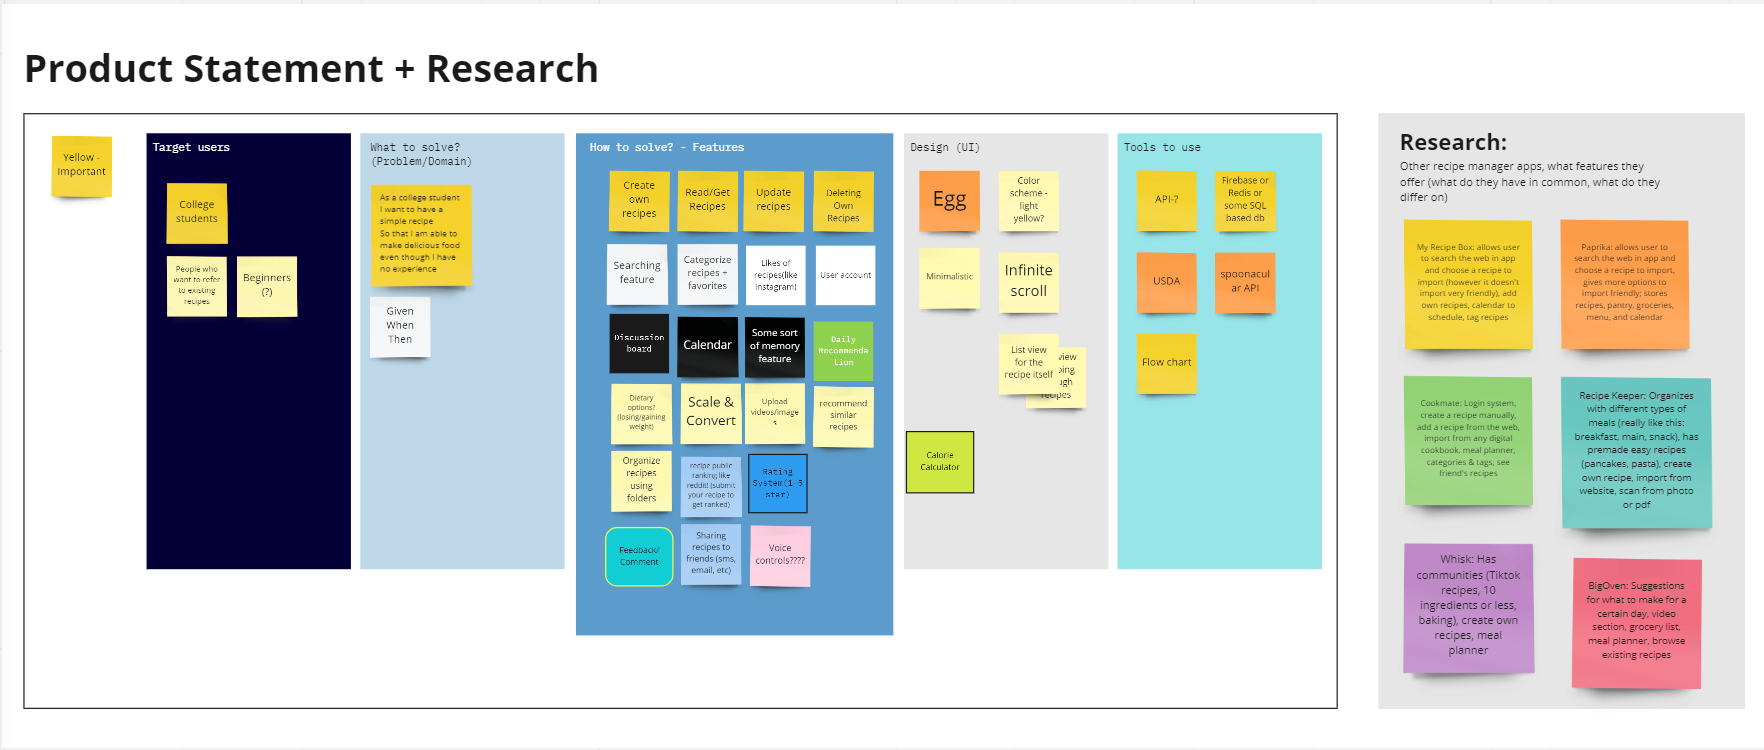 Product Statement + Research
Yellow -
Important
Target users
College
students
People who
want to refer
to existing
recipes
Beginners
(?)
What to solve?
(Problem/Domain)
As a college student
I want to have a
simple recipe
So that I am able to
make delicious food
even though I have
no experience
Given
When
Then
How to solve? - Features
Create
own
recipes
Read/Get
Recipes
Update
recipes
Deleting
Own
Recipes
Searching
feature
Categorize
recipes +
favorites
Likes of
recipes(like
Instagram)
User account
Discussion
board
Calendar
Some sort
of memory
feature
Daily
Recommenda
tion
Dietary
options?
(losing/gaining
weight)
Scale &
Convert
Upload
videos/image
s
recommend
similar
recipes
Organize
recipes
using
folders
recipe public
ranking like
reddit! (submit
your recipe to
get ranked)
Rating
System(1-5
star)
Feedback/
Comment
Sharing
recipes to
friends (sms,
email, etc)
Voice
controls????
Design (UI)
Egg
Color
scheme -
light
yellow?
Minimalistic
Infinite
scroll
List view
for the
recipe itself
view
Calorie
Calculator
Tools to use
API-?
Firebase or
Redis or
some SQL
based db
USDA
spoonacul
ar API
Flow chart
Research:
Other recipe manager apps, what features they
offer (what do they have in common, what do they
differ on)
My Recipe Box: allows user
to search the web in app
and choose a recipe to
import (however it doesn't
import very friendly), add
own recipes, calendar to
schedule, tag recipes
Paprika: allows user to
search the web in app and
choose a recipe to import,
gives more options to
import friendly; stores
recipes, pantry, groceries,
menu, and calendar
Cookmate: Login system,
create a recipe manually,
add a recipe from the web,
import from any digital
cookbook, meal planner,
categories & tags, see
friend's recipes
Recipe Keeper: Organizes
with different types of
meals (really like this:
breakfast, main, snack), has
premade easy recipes
(pancakes, pasta), create
own recipe, import from
website, scan from photo
or pdf
Whisk: Has
communities (Tiktok
recipes, 10
ingredients or less,
baking), create own
recipes, meal
planner
BigOven: Suggestions
for what to make for a
certain day, video
section, grocery list,
meal planner, browse
existing recipes